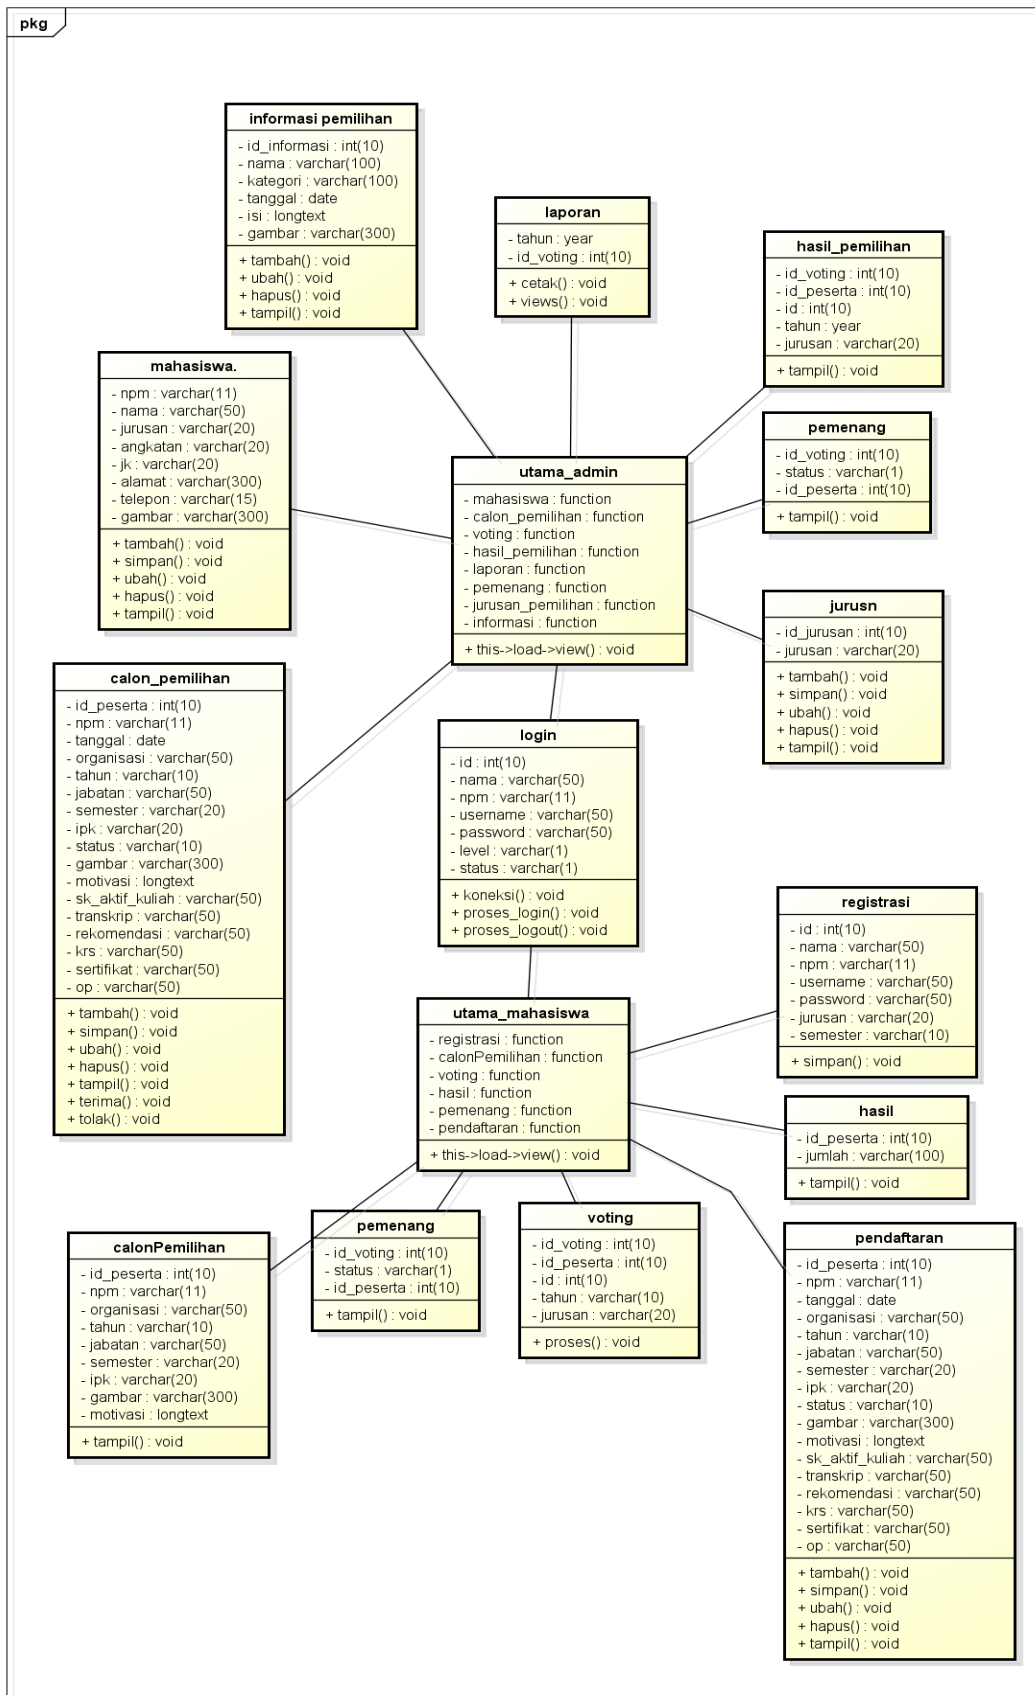 pkg
informasi pemilihan
- id_informasi : int(10)
- nama : varchar(100)
- kategori : varchar(100)
- tanggal : date
- isi : longtext
- gambar : varchar(300)
+ tambah() : void
+ ubah() : void
+ hapus() : void
+ tampil() : void
laporan
- tahun : year
- id_voting : int(10)
+ cetak() : void
+ views() : void
hasil_pemilihan
- id_voting : int(10)
- id_peserta : int(10)
- id : int(10)
- tahun : year
- jurusan : varchar(20)
+ tampil() : void
mahasiswa.
- npm : varchar(11)
- nama : varchar(50)
- jurusan : varchar(20)
- angkatan : varchar(20)
- jk : varchar(20)
- alamat : varchar(300)
- telepon : varchar(15)
- gambar : varchar(300)
+ tambah() : void
+ simpan() : void
+ ubah() : void
+ hapus() : void
+ tampil() : void
utama_admin
- mahasiswa : function
- calon_pemilihan : function
- voting : function
- hasil_pemilihan : function
- laporan : function
- pemenang : function
- jurusan_pemilihan : function
- informasi : function
+ this->load->view() : void
pemenang
- id_voting : int(10)
- status : varchar(1)
- id_peserta : int(10)
+ tampil() : void
jurusn
- id_jurusan : int(10)
- jurusan : varchar(20)
+ tambah() : void
+ simpan() : void
+ ubah() : void
+ hapus() : void
+ tampil() : void
calon_pemilihan
- id_peserta : int(10)
- npm : varchar(11)
- tanggal : date
- organisasi : varchar(50)
- tahun : varchar(10)
- jabatan : varchar(50)
- semester : varchar(20)
- ipk : varchar(20)
- status : varchar(10)
- gambar : varchar(300)
- motivasi : longtext
- sk_aktif_kuliah : varchar(50)
- transkrip : varchar(50)
- rekomendasi : varchar(50)
- krs : varchar(50)
- sertifikat : varchar(50)
- op : varchar(50)
+ tambah() : void
+ simpan() : void
+ ubah() : void
+ hapus() : void
+ tampil() : void
+ terima() : void
+ tolak() : void
login
- id : int(10)
- nama : varchar(50)
- npm : varchar(11)
- username : varchar(50)
- password : varchar(50)
- level : varchar(1)
- status : varchar(1)
+ koneksi() : void
+ proses_login() : void
+ proses_logout() : void
registrasi
- id : int(10)
- nama : varchar(50)
- npm : varchar(11)
- username : varchar(50)
- password : varchar(50)
- jurusan : varchar(20)
- semester : varchar(10)
+ simpan() : void
utama_mahasiswa
- registrasi : function
- calonPemilihan : function
- voting : function
- hasil : function
- pemenang : function
- pendaftaran : function
+ this->load->view() : void
hasil
- id_peserta : int(10)
- jumlah : varchar(100)
+ tampil() : void
calonPemilihan
- id_peserta : int(10)
- npm : varchar(11)
- organisasi : varchar(50)
- tahun : varchar(10)
- jabatan : varchar(50)
- semester : varchar(20)
- ipk : varchar(20)
- gambar : varchar(300)
- motivasi : longtext
+ tampil() : void
pemenang
- id_voting : int(10)
- status : varchar(1)
- id_peserta : int(10)
+ tampil() : void
voting
- id_voting : int(10)
- id_peserta : int(10)
- id : int(10)
- tahun : varchar(10)
- jurusan : varchar(20)
+ proses() : void
pendaftaran
- id_peserta : int(10)
- npm : varchar(11)
- tanggal : date
- organisasi : varchar(50)
- tahun : varchar(10)
- jabatan : varchar(50)
- semester : varchar(20)
- ipk : varchar(20)
- status : varchar(10)
- gambar : varchar(300)
- motivasi : longtext
- sk_aktif_kuliah : varchar(50)
- transkrip : varchar(50)
- rekomendasi : varchar(50)
- krs : varchar(50)
- sertifikat : varchar(50)
- op : varchar(50)
+ tambah() : void
+ simpan() : void
+ ubah() : void
+ hapus() : void
+ tampil() : void